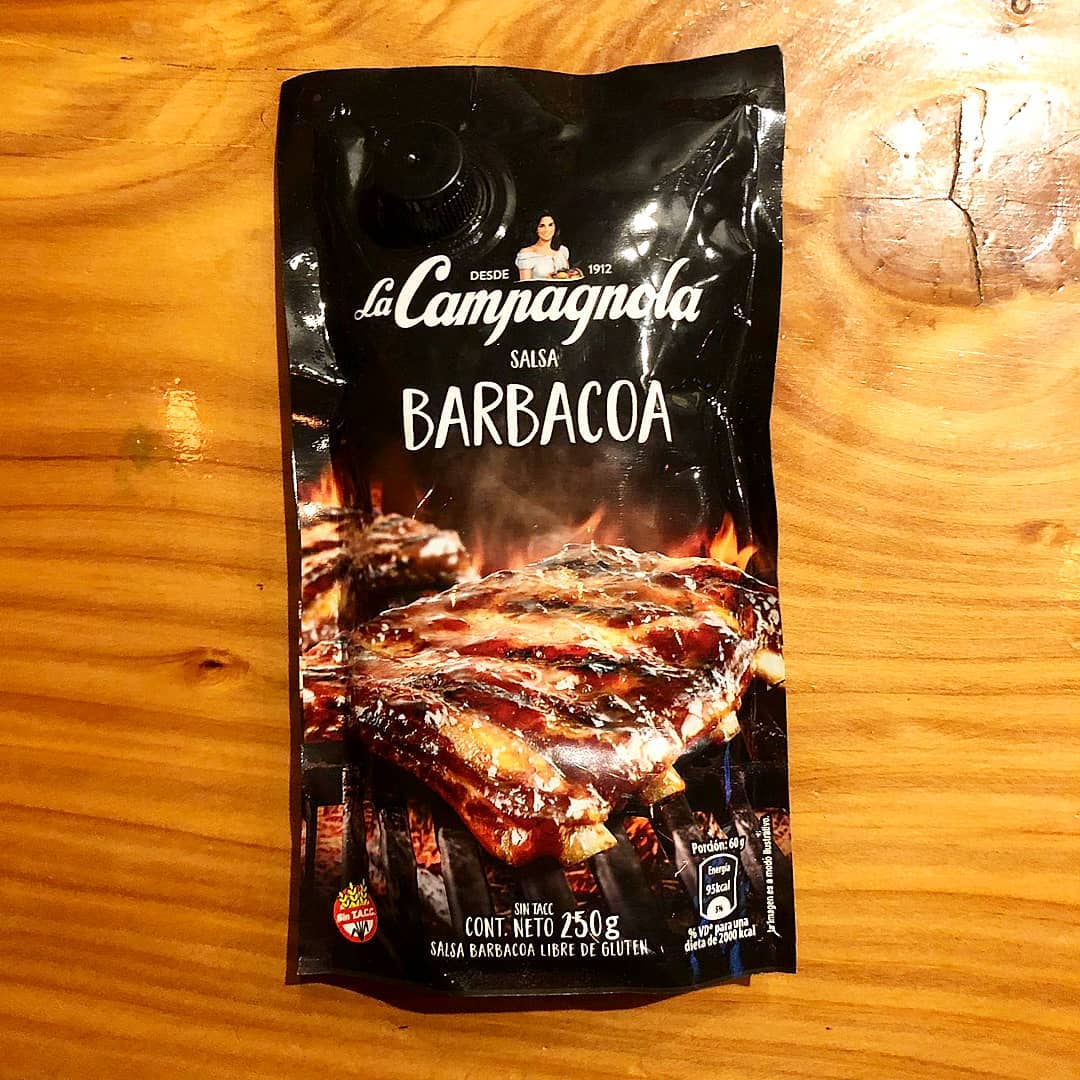 DESDE 1912
La Campagnola
SALSA
BARBACOA
Porción: 60 g
Energía
95kcal
5%
% VD* para una
dieta de 2000 kcal
la imagen es a modo ilustrativo.
Sin T.A.C.C.
SIN TACC
CONT. NETO 250g
SALSA BARBACOA LIBRE DE GLUTEN